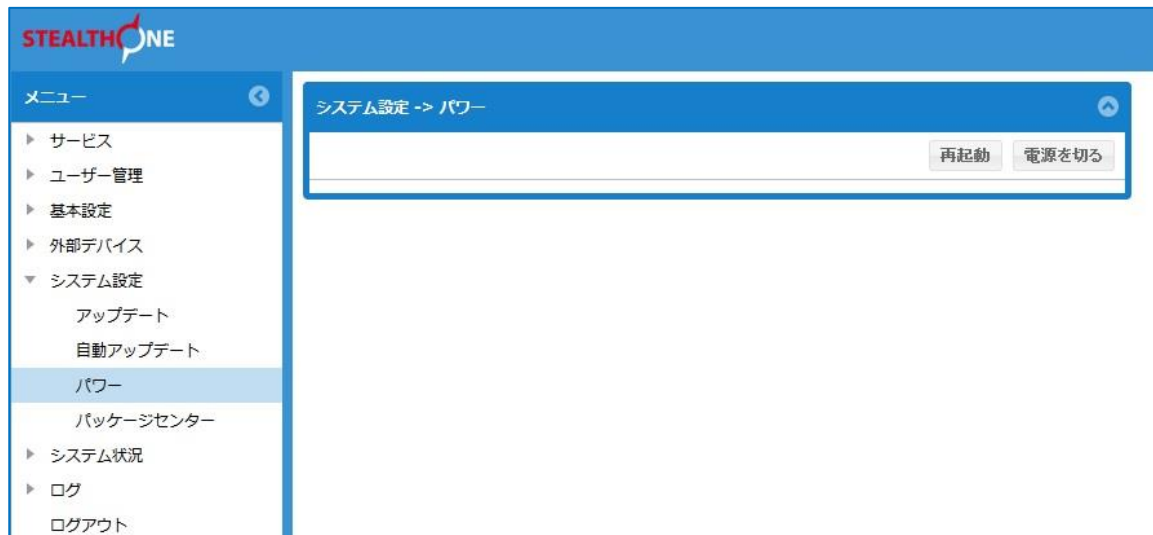 STEALTHONE
メニュー
サービス
ユーザー管理
基本設定
外部デバイス
システム設定
アップデート
自動アップデート
パワー
パッケージセンター
システム状況
ログ
ログアウト
システム設定 -> パワー
再起動 電源を切る